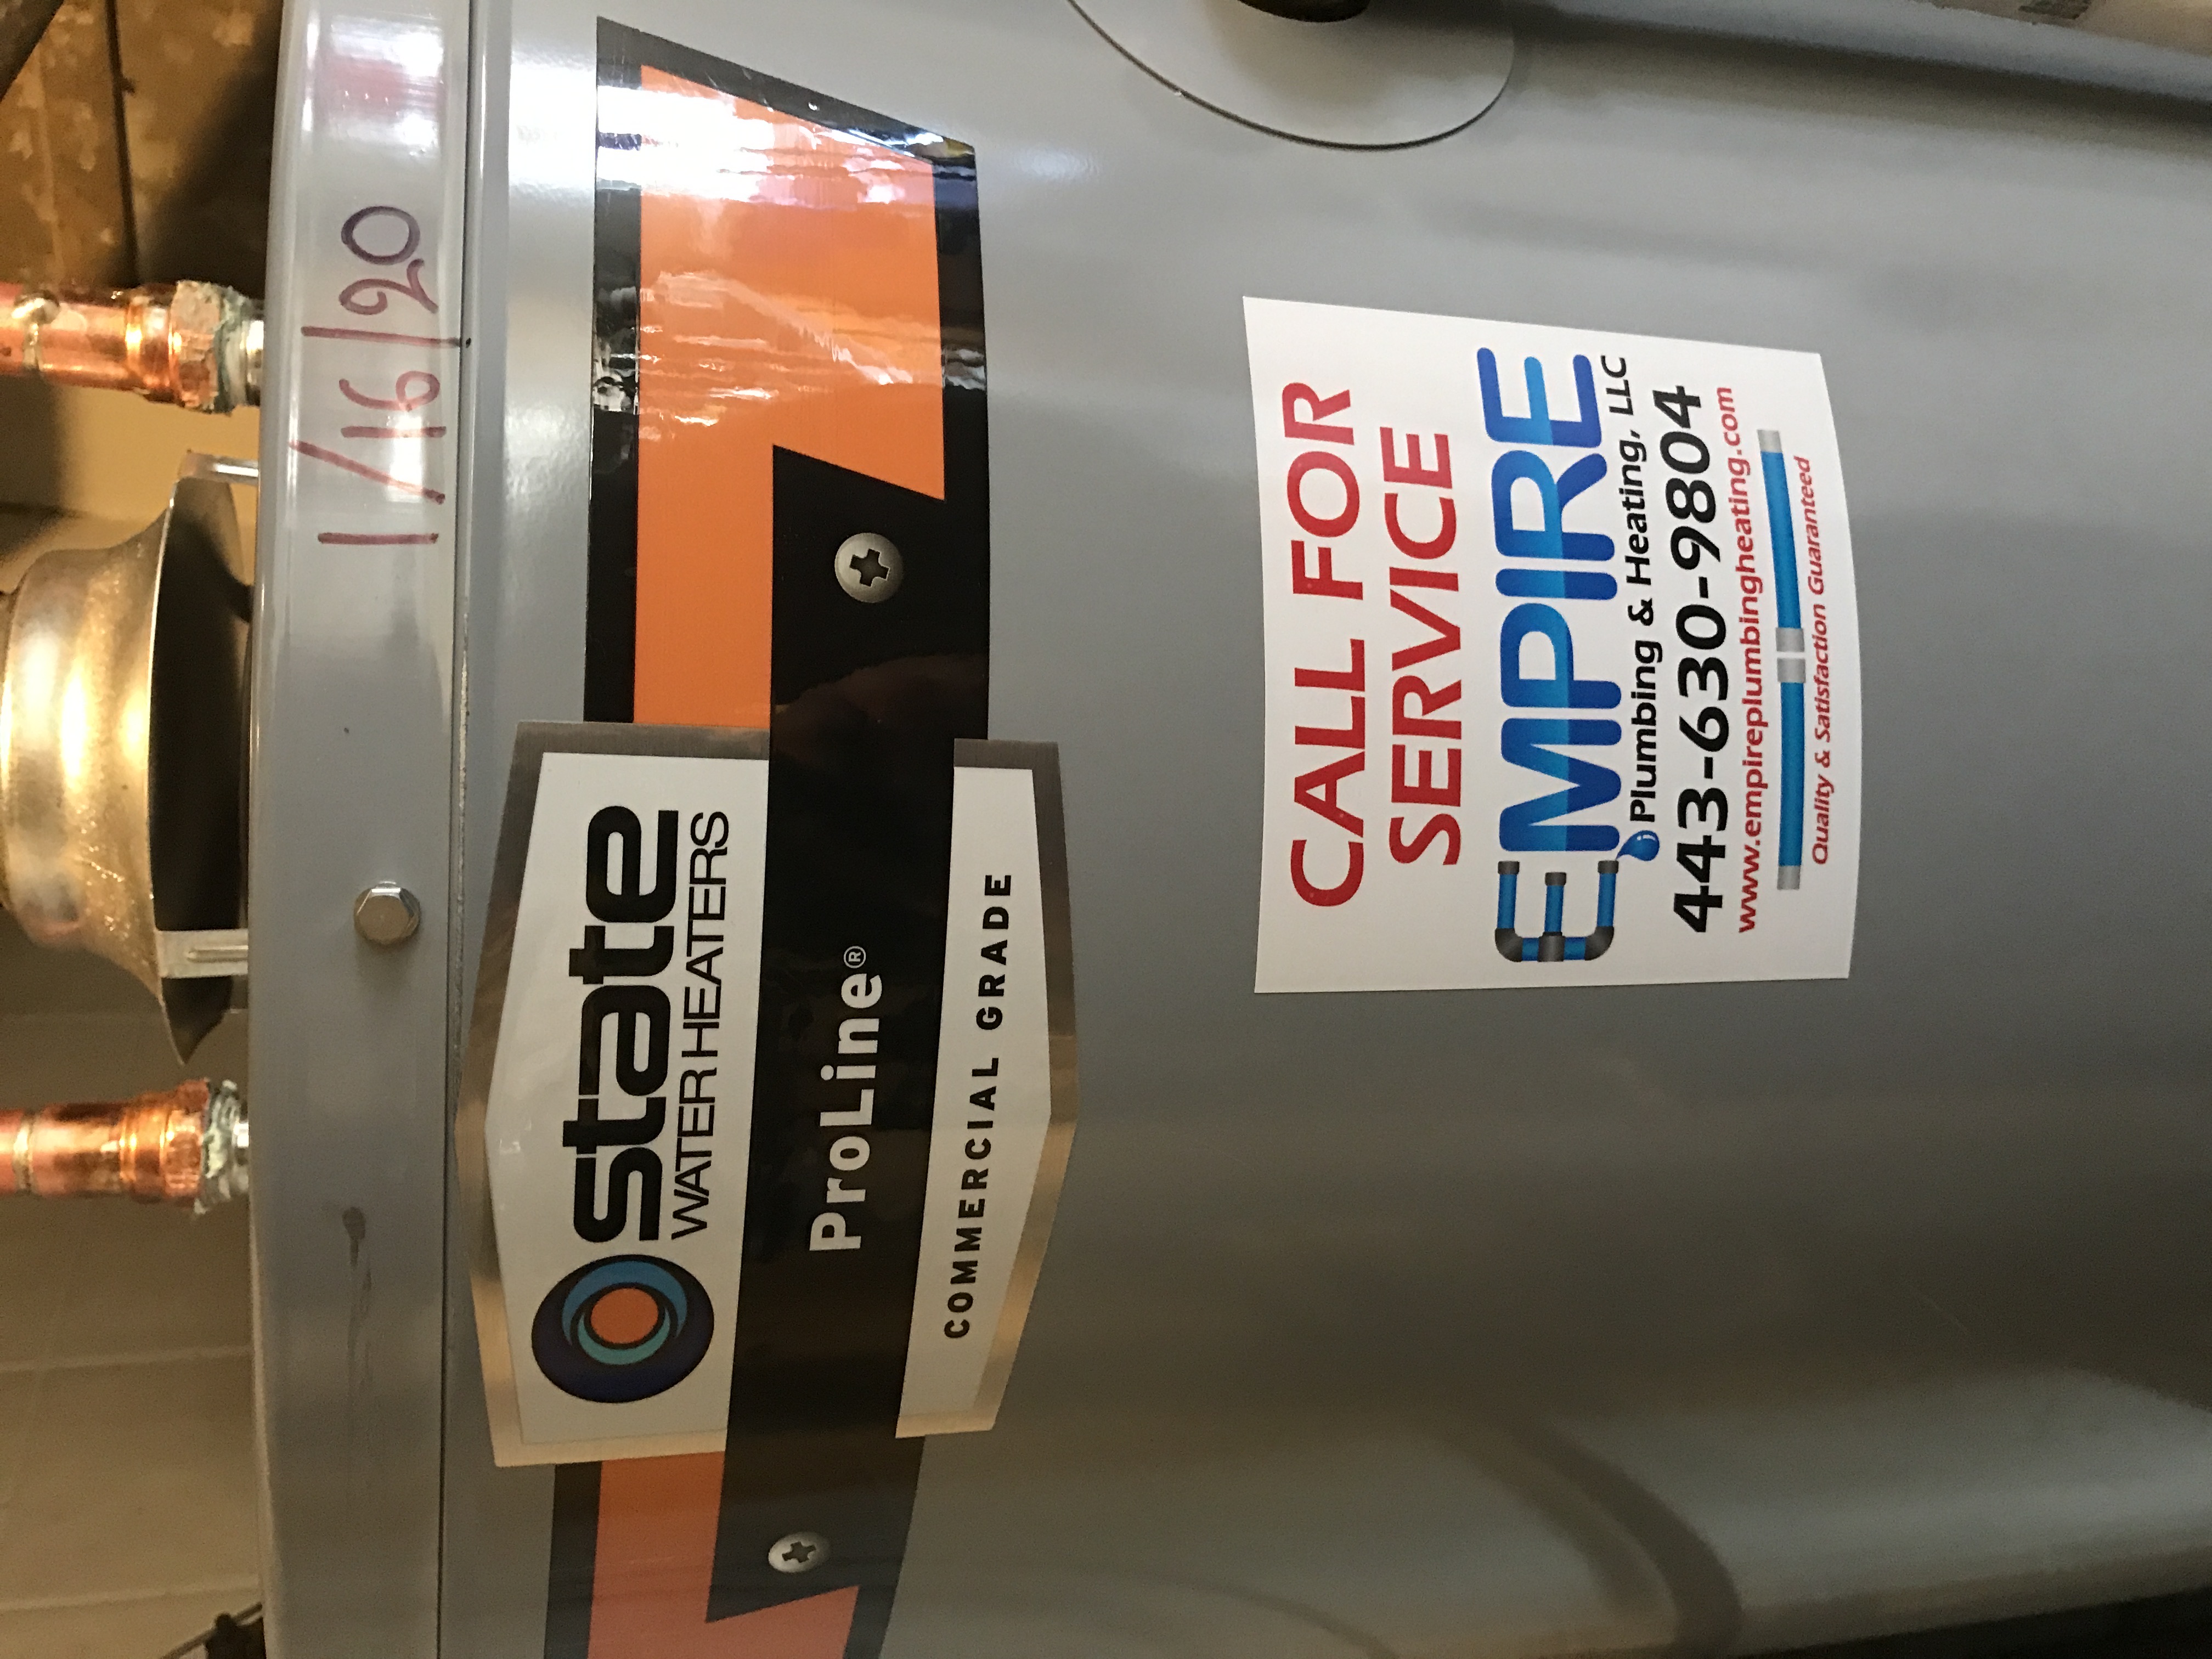 1/16/20
state
WATER HEATERS
ProLine®
COMMERCIAL GRADE
CALL FOR
SERVICE
EMPIRE
Plumbing & Heating, LLC
443-630-9804
www.empireplumbingheating.com
Quality & Satisfaction Guaranteed